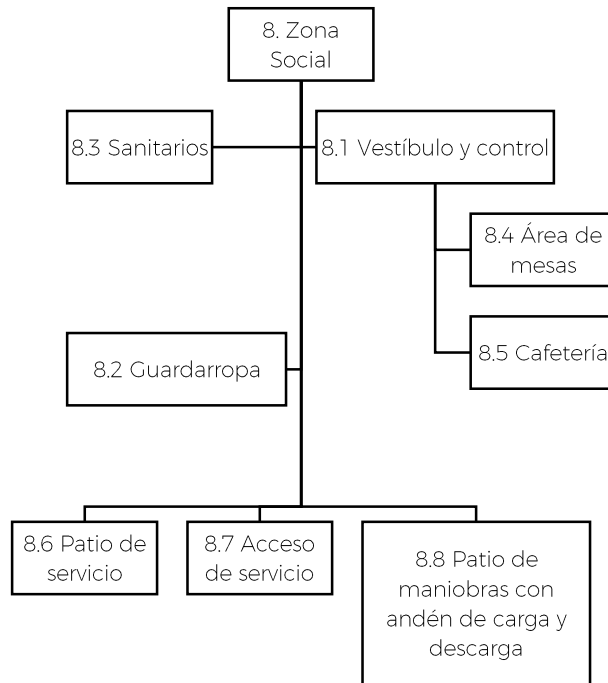 8. Zona
Social
8.3 Sanitarios
8.1 Vestíbulo y control
8.4 Área de
mesas
8.5 Cafetería
8.2 Guardarropa
8.6 Patio de
servicio
8.7 Acceso
de servicio
8.8 Patio de
maniobras con
andén de carga y
descarga